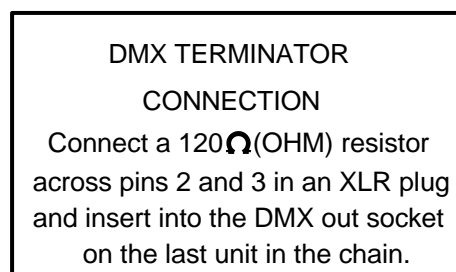 DMX TERMINATOR
CONNECTION
Connect a 120Ω(OHM) resistor
across pins 2 and 3 in an XLR plug
and insert into the DMX out socket
on the last unit in the chain.